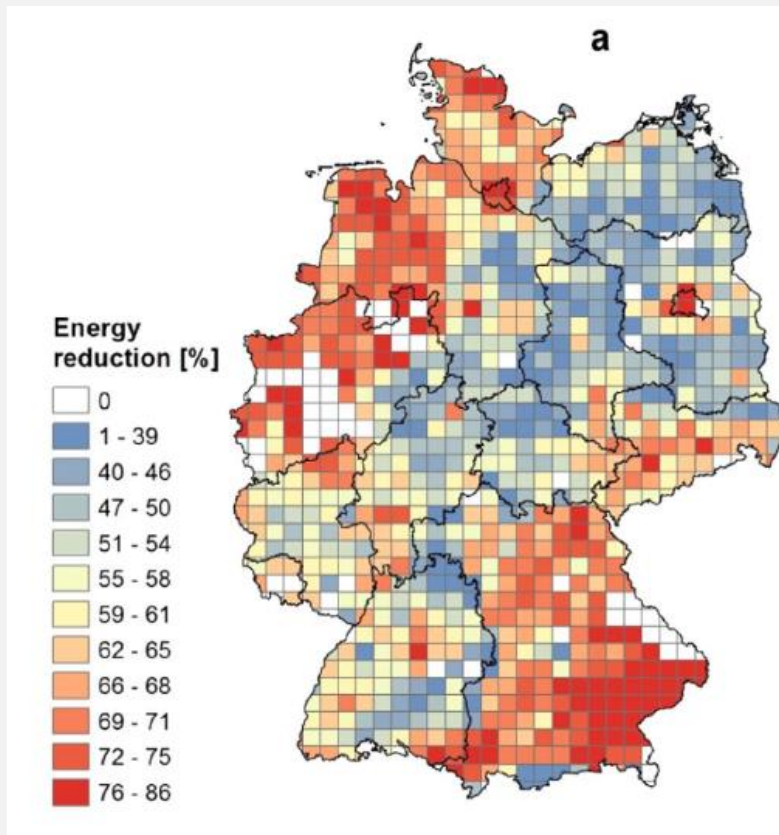 a
Energy
reduction [%]
0
1 - 39
40 - 46
47 - 50
51 - 54
55 - 58
59 - 61
62 - 65
66 - 68
69 - 71
72 - 75
76 - 86